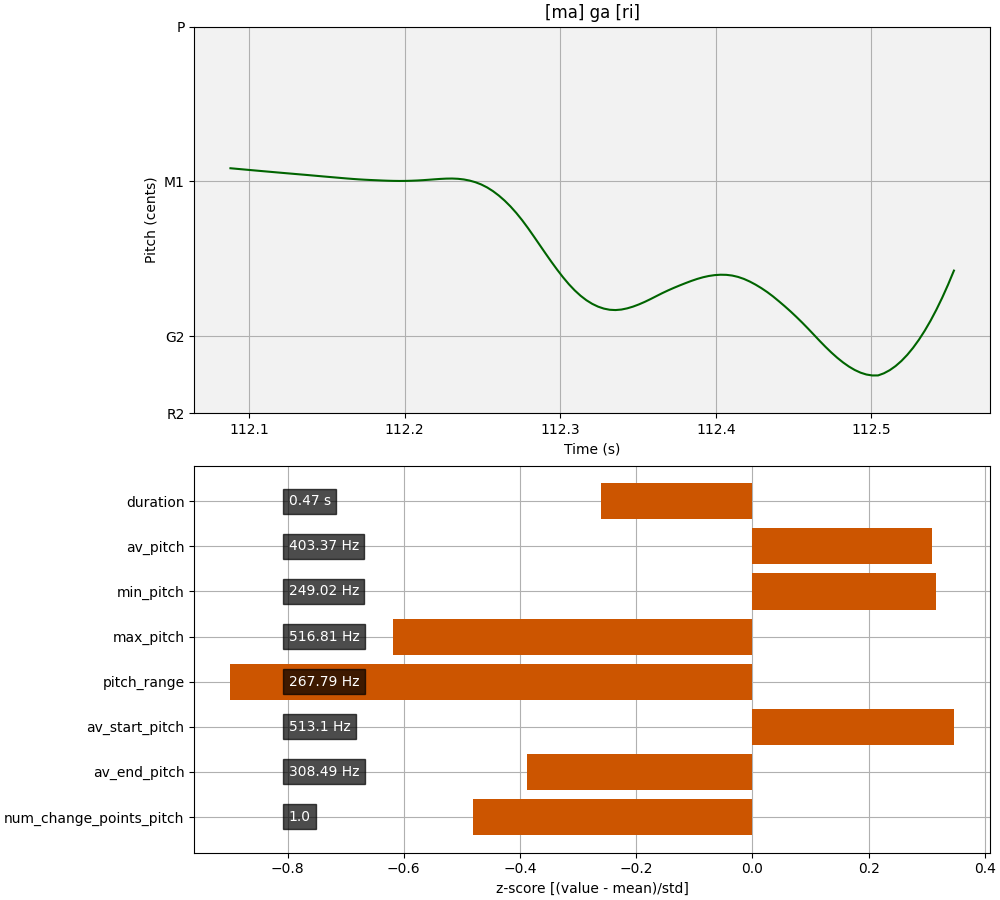 [ma] ga [ri]
P
M1
G2
R2
Pitch (cents)
112.1 112.2 112.3 112.4 112.5
Time (s)
duration 0.47 s
av_pitch 403.37 Hz
min_pitch 249.02 Hz
max_pitch 516.81 Hz
pitch_range 267.79 Hz
av_start_pitch 513.1 Hz
av_end_pitch 308.49 Hz
num_change_points_pitch 1.0
−0.8 −0.6 −0.4 −0.2 0.0 0.2 0.4
z-score [(value - mean)/std]